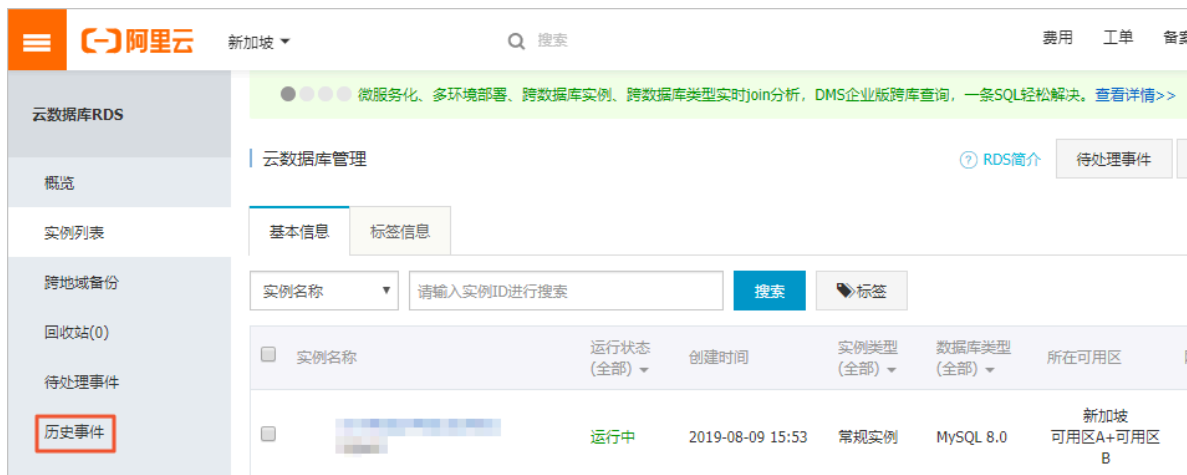 阿里云 新加坡 搜索 费用 工单
云数据库RDS
微服务化、多环境部署、跨数据库实例、跨数据库类型实时join分析，DMS企业版跨库查询，一条SQL轻松解决。查看详情>>
云数据库管理 RDS简介 待处理事件
概览
实例列表
跨地域备份
回收站(0)
待处理事件
历史事件
基本信息 标签信息
实例名称 请输入实例ID进行搜索 搜索 标签
实例名称 运行状态(全部) 创建时间 实例类型(全部) 数据库类型(全部) 所在可用区
运行中 2019-08-09 15:53 常规实例 MySQL 8.0 新加坡
可用区A+可用区
B